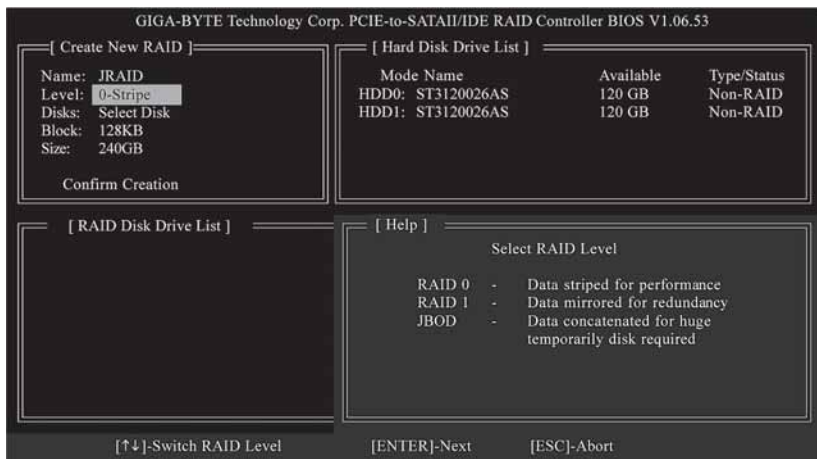 GIGA-BYTE Technology Corp. PCIE-to-SATAII/IDE RAID Controller BIOS V1.06.53
[ Create New RAID ]
Name: JRAID
Level: 0-Stripe
Disks: Select Disk
Block: 128KB
Size: 240GB
Confirm Creation
[ Hard Disk Drive List ]
Mode Name Available Type/Status
HDD0: ST3120026AS 120 GB Non-RAID
HDD1: ST3120026AS 120 GB Non-RAID
[ RAID Disk Drive List ]
[ Help ]
Select RAID Level
RAID 0 - Data striped for performance
RAID 1 - Data mirrored for redundancy
JBOD - Data concatenated for huge
temporarily disk required
[↑↓]-Switch RAID Level [ENTER]-Next [ESC]-Abort